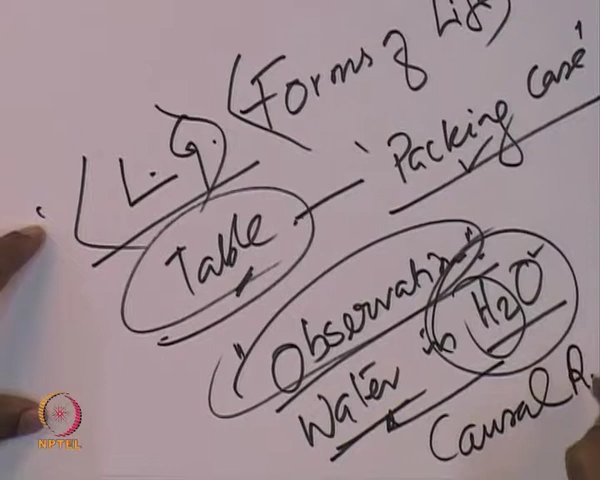 L.G. (Forms of Life)
Table - 'Packing Case'
"Observation"
Water is H2O
Causal R.
NPTEL